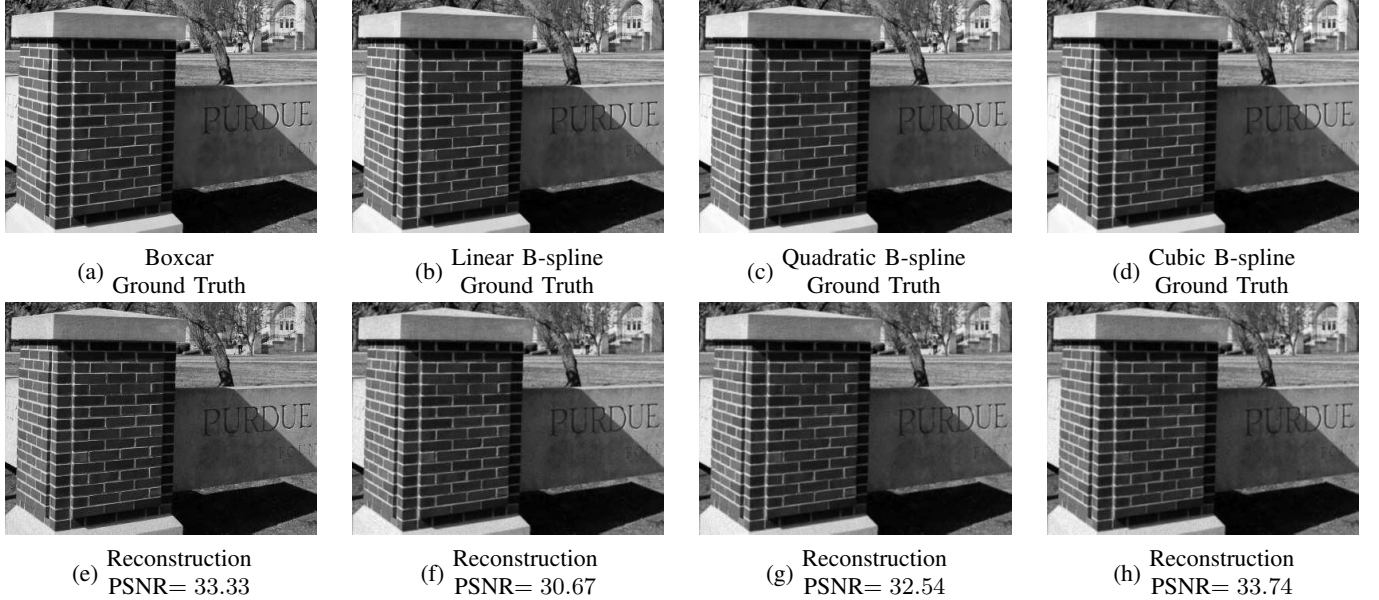 PURDUE
PURDUE
PURDUE
PURDUE
(a) Boxcar
Ground Truth
(b) Linear B-spline
Ground Truth
(c) Quadratic B-spline
Ground Truth
(d) Cubic B-spline
Ground Truth
PURDUE
PURDUE
PURDUE
PURDUE
(e) Reconstruction
PSNR= 33.33
(f) Reconstruction
PSNR= 30.67
(g) Reconstruction
PSNR= 32.54
(h) Reconstruction
PSNR= 33.74